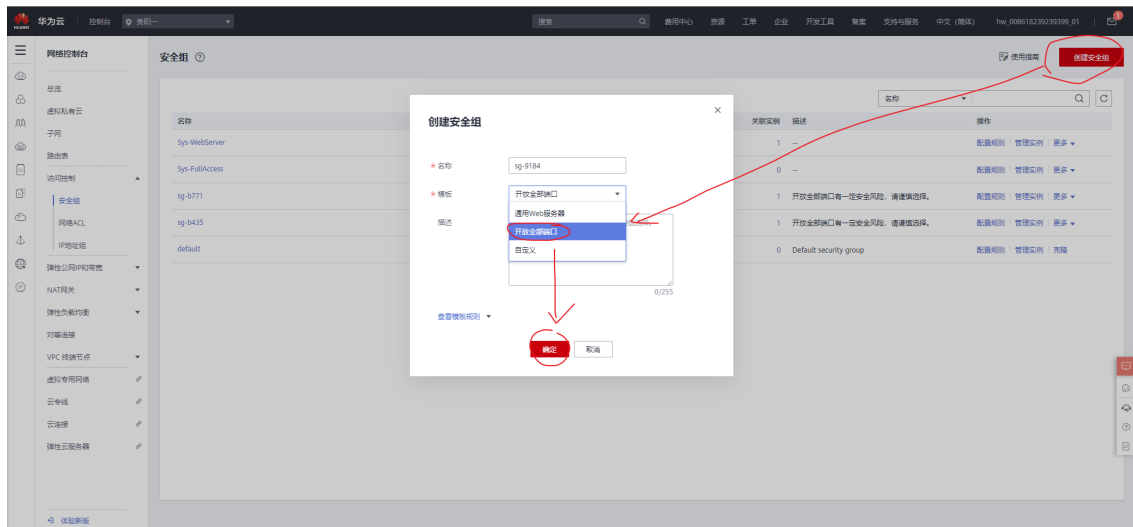 HUAWEI 华为云 控制台 贵阳一 搜索 费用中心 资源 工单 企业 开发工具 备案 支持与服务 中文 (简体) hw_008618239239399_01 1
网络控制台
安全组
使用指南 创建安全组
总览
虚拟私有云
子网
路由表
访问控制
安全组
网络ACL
IP地址组
弹性公网IP和带宽
NAT网关
弹性负载均衡
对等连接
VPC 终端节点
虚拟专用网络
云专线
云连接
弹性云服务器
体验新版
名称
名称 关联实例 描述 操作
Sys-WebServer 1 -- 配置规则 管理实例 更多
Sys-FullAccess 0 -- 配置规则 管理实例 更多
sg-b771 1 开放全部端口有一定安全风险，请谨慎选择。 配置规则 管理实例 更多
sg-b435 1 开放全部端口有一定安全风险，请谨慎选择。 配置规则 管理实例 更多
default 0 Default security group 配置规则 管理实例 克隆
创建安全组
★ 名称 sg-9184
★ 模板 开放全部端口
通用Web服务器
开放全部端口
自定义
描述
0/255
查看模板规则
确定 取消